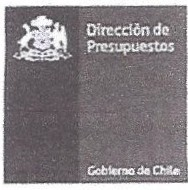 Dirección de
Presupuestos
Gobierno de Chile